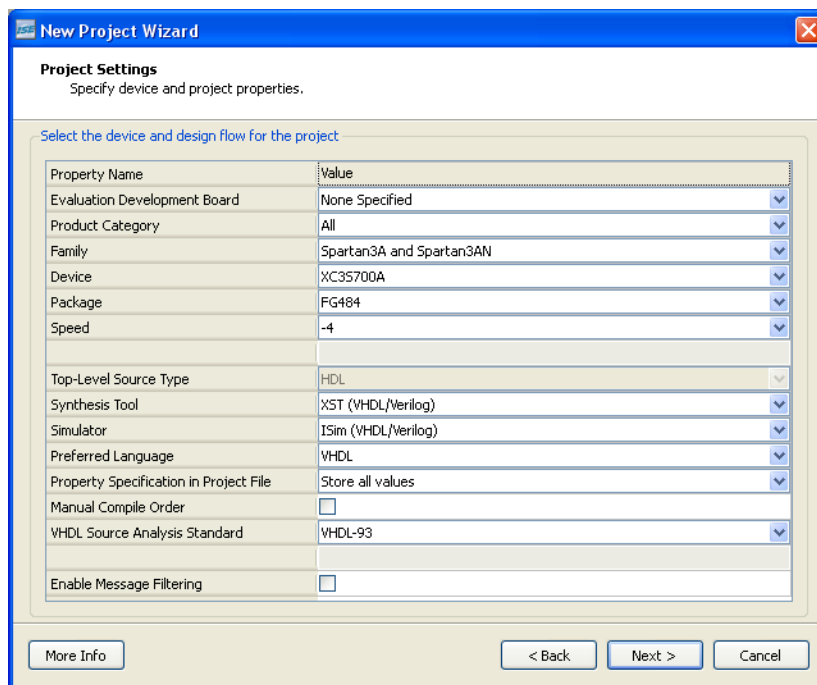 ISE New Project Wizard
Project Settings
Specify device and project properties.
Select the device and design flow for the project
Property Name Value
Evaluation Development Board None Specified
Product Category All
Family Spartan3A and Spartan3AN
Device XC3S700A
Package FG484
Speed -4
Top-Level Source Type HDL
Synthesis Tool XST (VHDL/Verilog)
Simulator ISim (VHDL/Verilog)
Preferred Language VHDL
Property Specification in Project File Store all values
Manual Compile Order
VHDL Source Analysis Standard VHDL-93
Enable Message Filtering
More Info < Back Next > Cancel